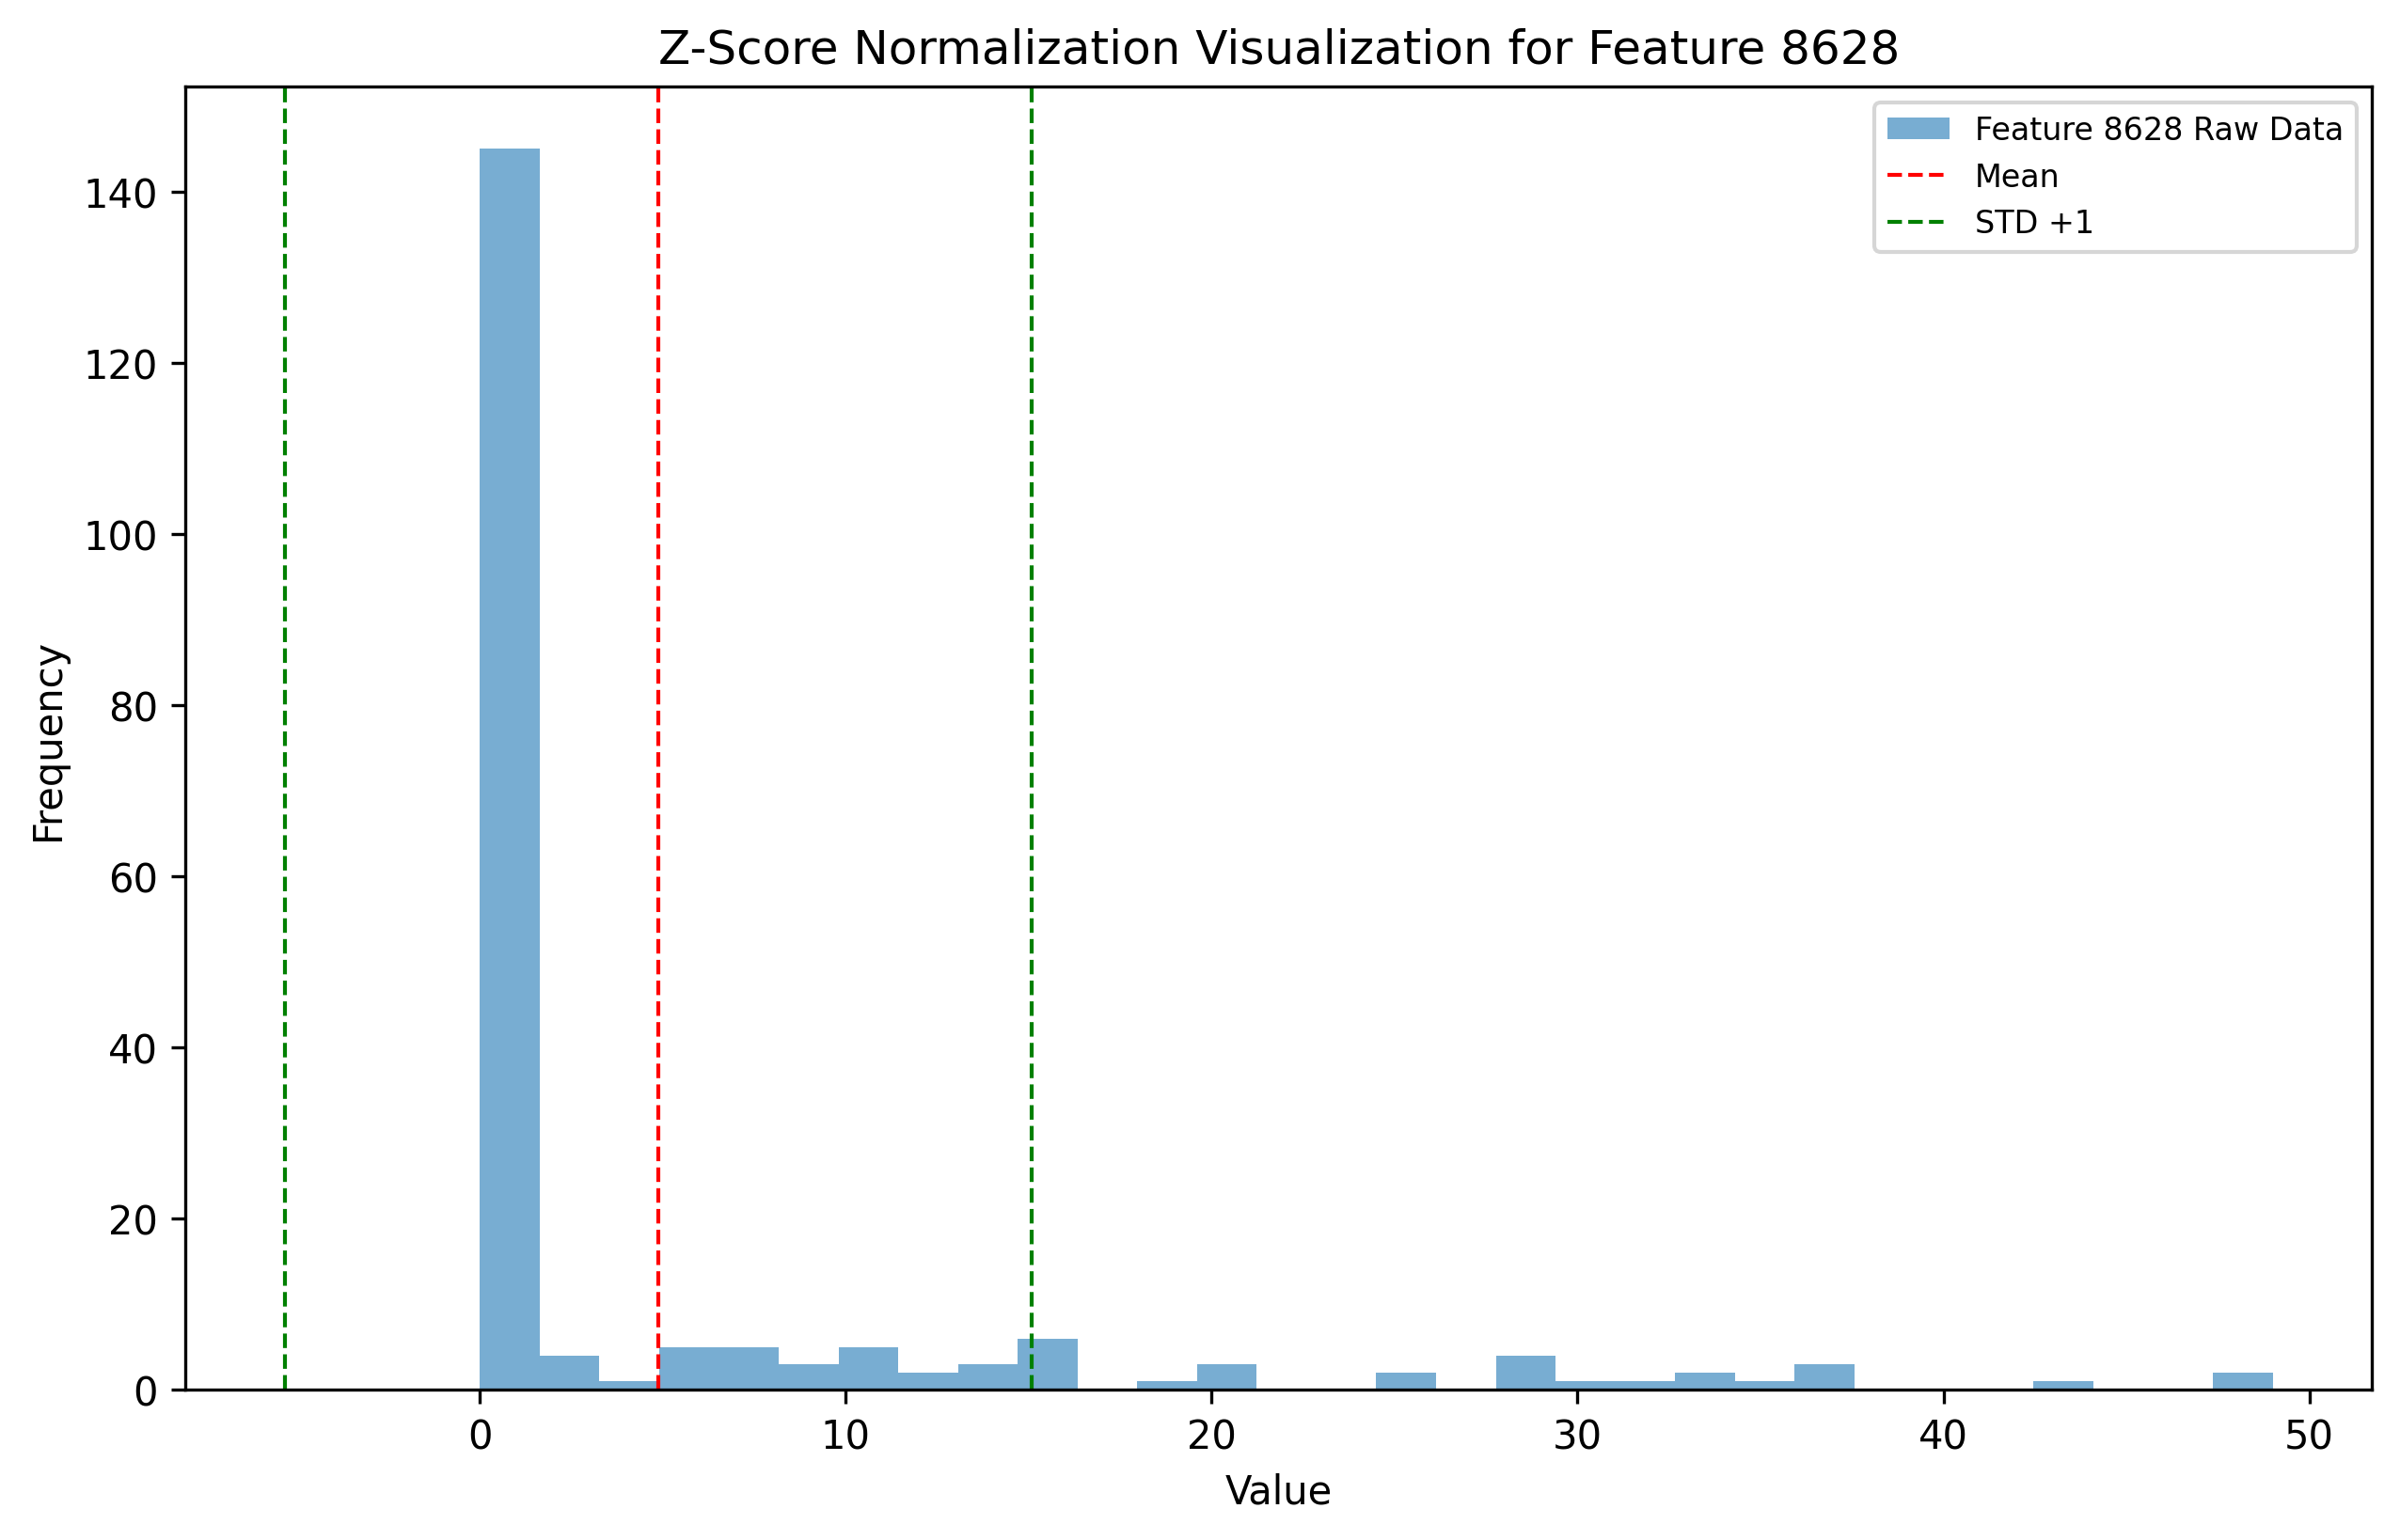 Z-Score Normalization Visualization for Feature 8628
Feature 8628 Raw Data
Mean
STD +1
140
120
100
80
60
40
20
0
Frequency
0 10 20 30 40 50
Value